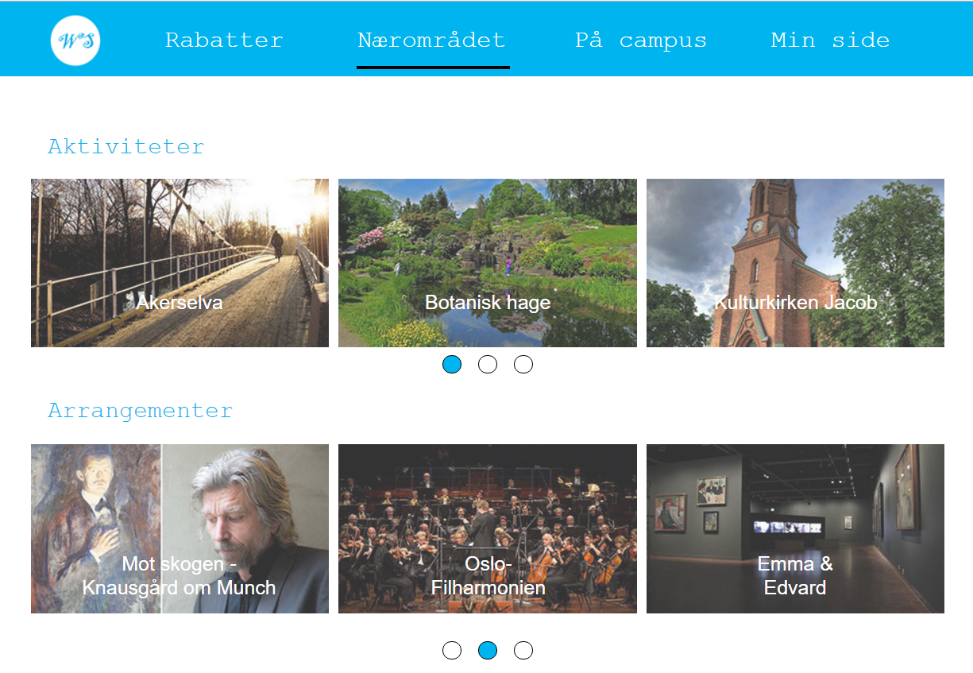 W&S
Rabatter
Nærområdet
På campus
Min side
Aktiviteter
Akerselva
Botanisk hage
Kulturkirken Jacob
Arrangementer
Mot skogen -
Knausgård om Munch
Oslo-
Filharmonien
Emma &
Edvard